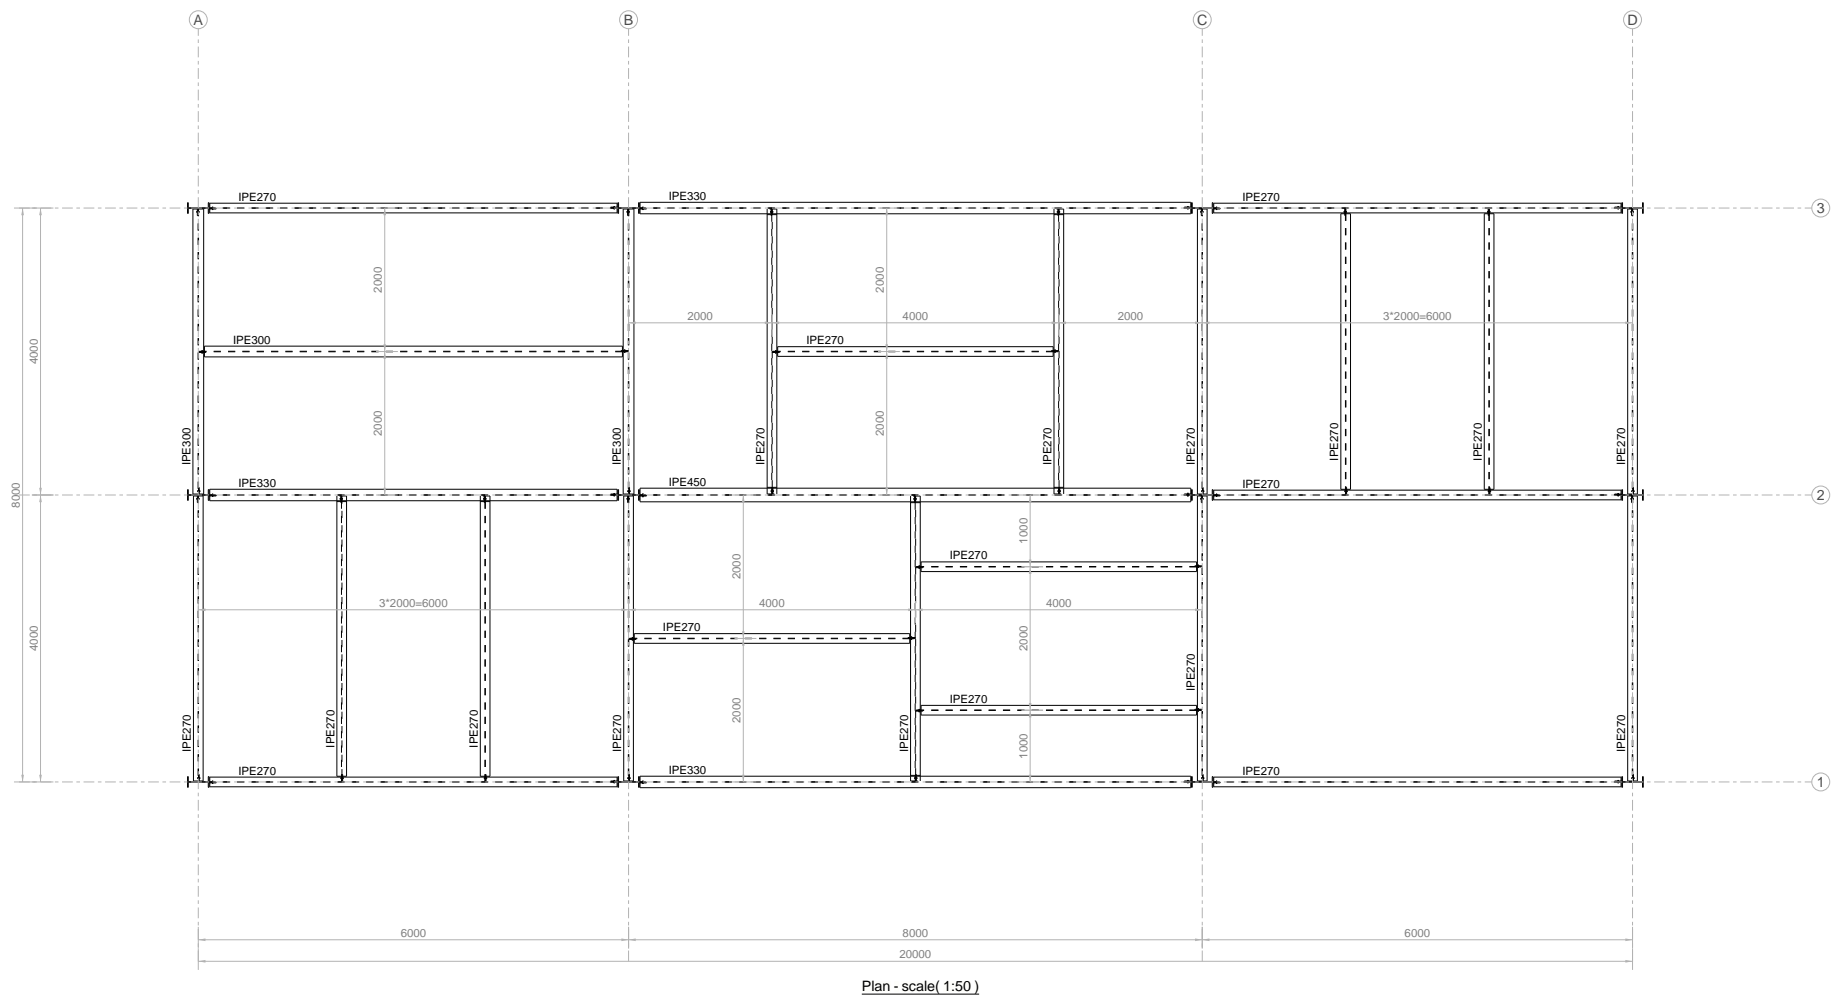 A B C D
IPE270 IPE330 IPE270 3
2000 2000
2000 4000 2000 3*2000=6000
4000 IPE300 IPE270
2000 2000
IPE300 IPE300 IPE270 IPE270 IPE270 IPE270 IPE270 IPE270
8000 IPE330 IPE450 IPE270 2
1000
2000 IPE270
3*2000=6000 4000 4000
4000 IPE270 2000
IPE270
2000 IPE270
IPE270 IPE270 IPE270 IPE270 IPE270 IPE270
1000
IPE270 IPE330 IPE270 1
6000 8000 6000
20000
Plan - scale( 1:50 )